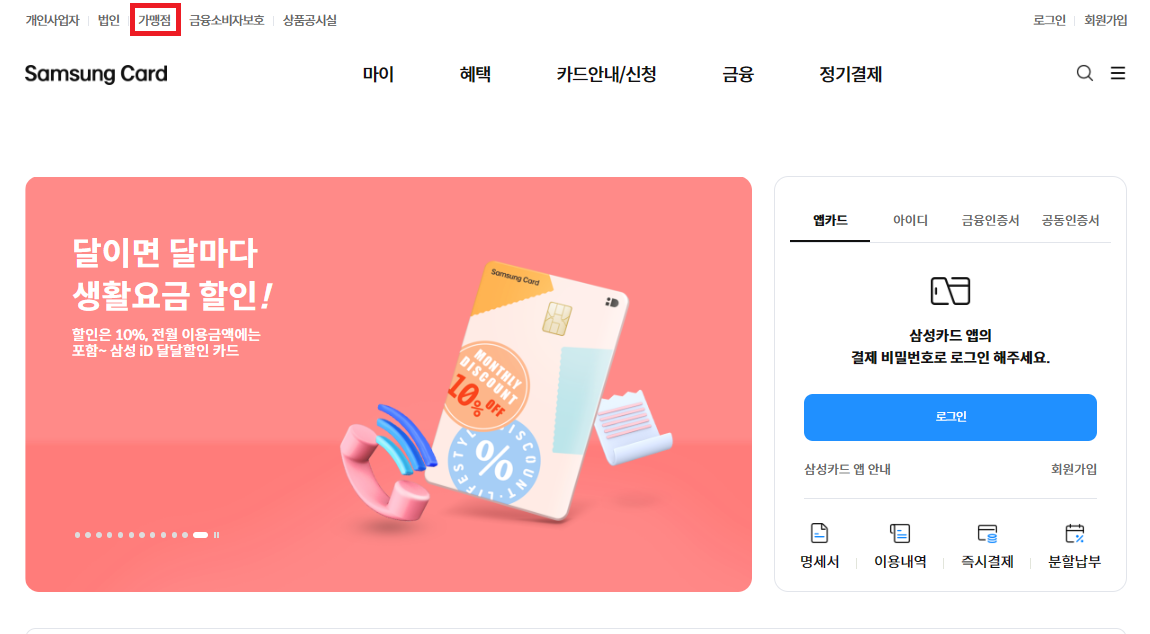 개인사업자 법인 가맹점 금융소비자보호 상품공시실 로그인 회원가입
Samsung Card 마이 혜택 카드안내/신청 금융 정기결제
달이면 달마다
생활요금 할인!
할인은 10%, 전월 이용금액에는
포함~ 삼성 iD 달달할인 카드
Samsung Card
MONTHLY
DISCOUNT
10% OFF
LIFESTYLE DISCOUNT
%
앱카드 아이디 금융인증서 공동인증서
삼성카드 앱의
결제 비밀번호로 로그인 해주세요.
로그인
삼성카드 앱 안내 회원가입
명세서 이용내역 즉시결제 분할납부